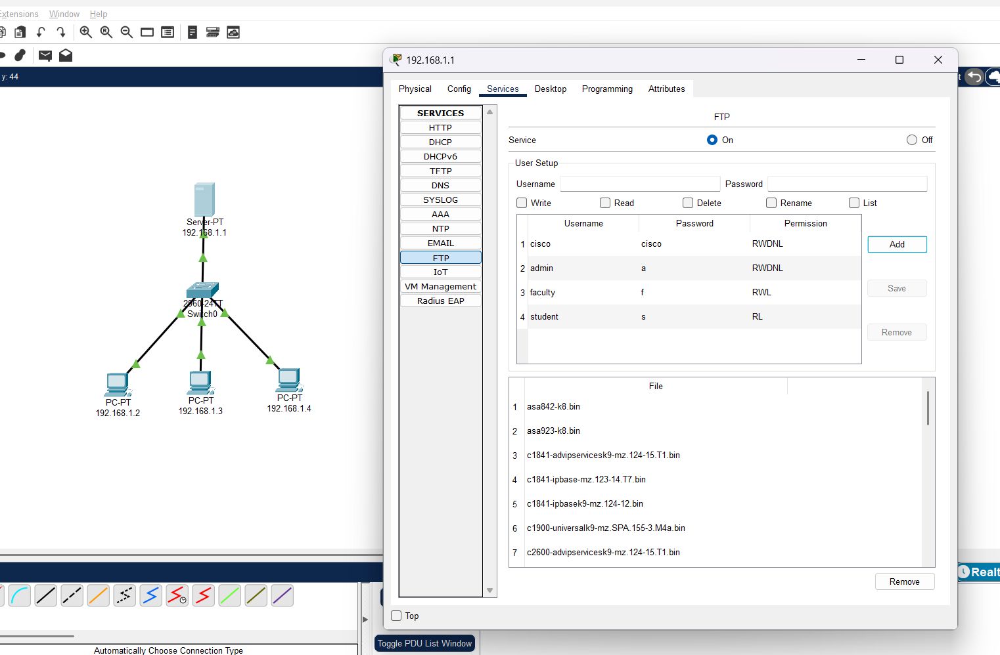 Extensions Window Help
y: 44
192.168.1.1
Physical Config Services Desktop Programming Attributes
SERVICES
HTTP
DHCP
DHCPv6
TFTP
DNS
SYSLOG
AAA
NTP
EMAIL
FTP
IoT
VM Management
Radius EAP
FTP
Service On Off
User Setup
Username Password
Write Read Delete Rename List
Username Password Permission
1 cisco cisco RWDNL
2 admin a RWDNL
3 faculty f RWL
4 student s RL
Add
Save
Remove
File
1 asa842-k8.bin
2 asa923-k8.bin
3 c1841-advipservicesk9-mz.124-15.T1.bin
4 c1841-ipbase-mz.123-14.T7.bin
5 c1841-ipbasek9-mz.124-12.bin
6 c1900-universalk9-mz.SPA.155-3.M4a.bin
7 c2600-advipservicesk9-mz.124-15.T1.bin
Remove
Top
Server-PT
192.168.1.1
2960-24TT
Switch0
PC-PT
192.168.1.2
PC-PT
192.168.1.3
PC-PT
192.168.1.4
t
Realt
Toggle PDU List Window
Automatically Choose Connection Type